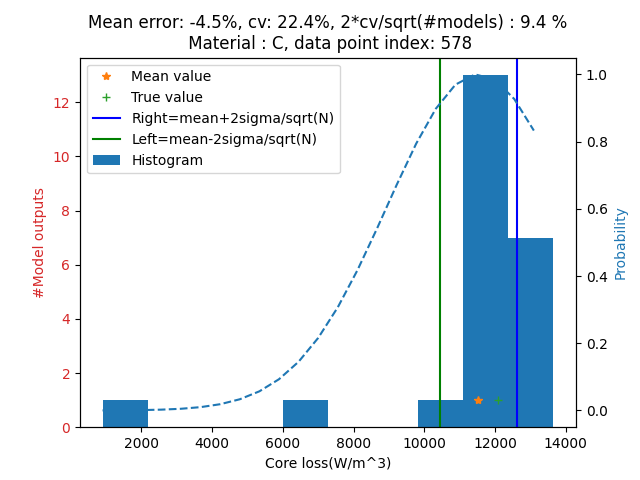 Mean error: -4.5%, cv: 22.4%, 2*cv/sqrt(#models) : 9.4 %
Material : C, data point index: 578
Mean value
True value
Right=mean+2sigma/sqrt(N)
Left=mean-2sigma/sqrt(N)
Histogram
#Model outputs
0
2
4
6
8
10
12
Probability
0.0
0.2
0.4
0.6
0.8
1.0
2000 4000 6000 8000 10000 12000 14000
Core loss(W/m^3)